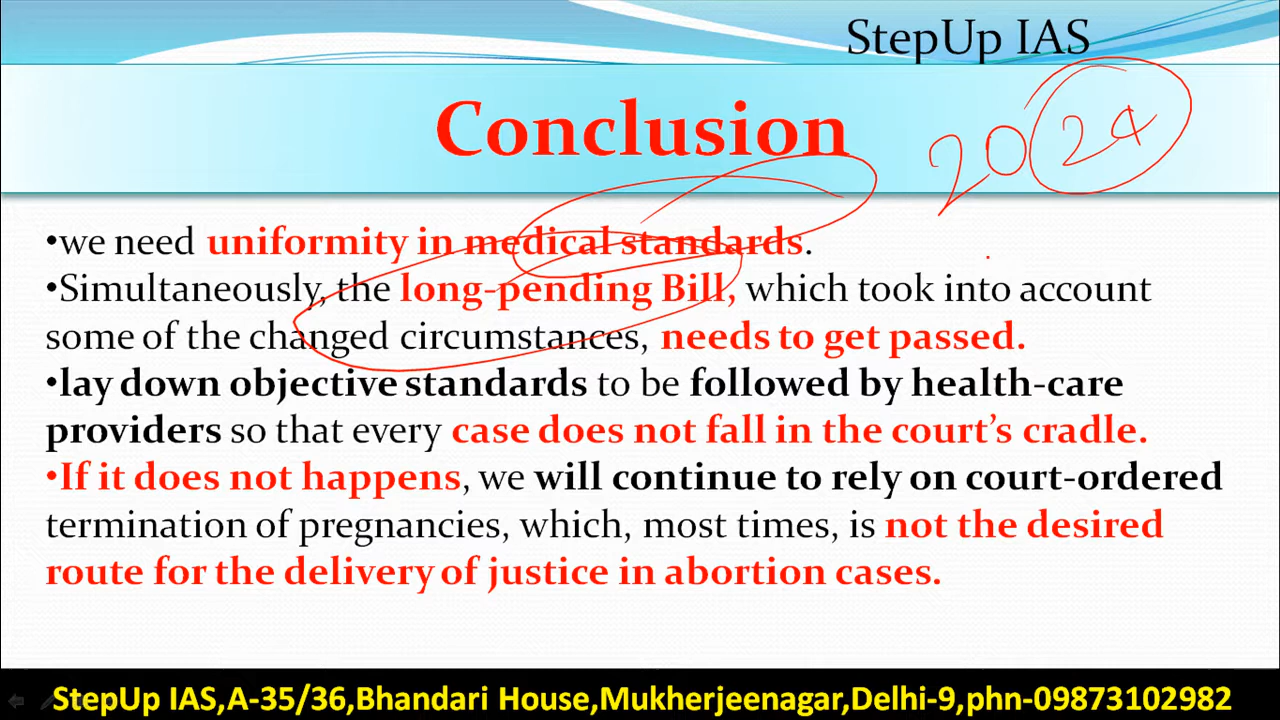 StepUp IAS
Conclusion
2024
•we need uniformity in medical standards.
•Simultaneously, the long-pending Bill, which took into account
some of the changed circumstances, needs to get passed.
•lay down objective standards to be followed by health-care
providers so that every case does not fall in the court's cradle.
•If it does not happens, we will continue to rely on court-ordered
termination of pregnancies, which, most times, is not the desired
route for the delivery of justice in abortion cases.
StepUp IAS,A-35/36,Bhandari House,Mukherjeenagar,Delhi-9,phn-09873102982